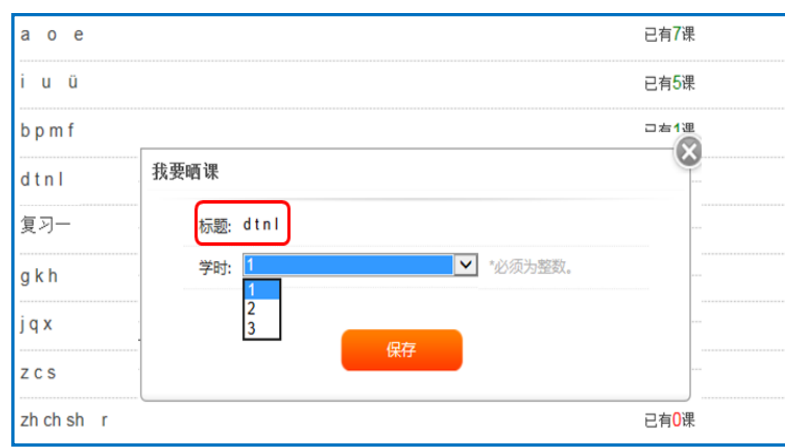 a o e 已有7课
i u ü 已有5课
b p m f 已有1课
d t n l
复习一
g k h
j q x
z c s
zh ch sh r 已有0课
我要晒课
标题: d t n l
学时: 1 *必须为整数。
1
2
3
保存